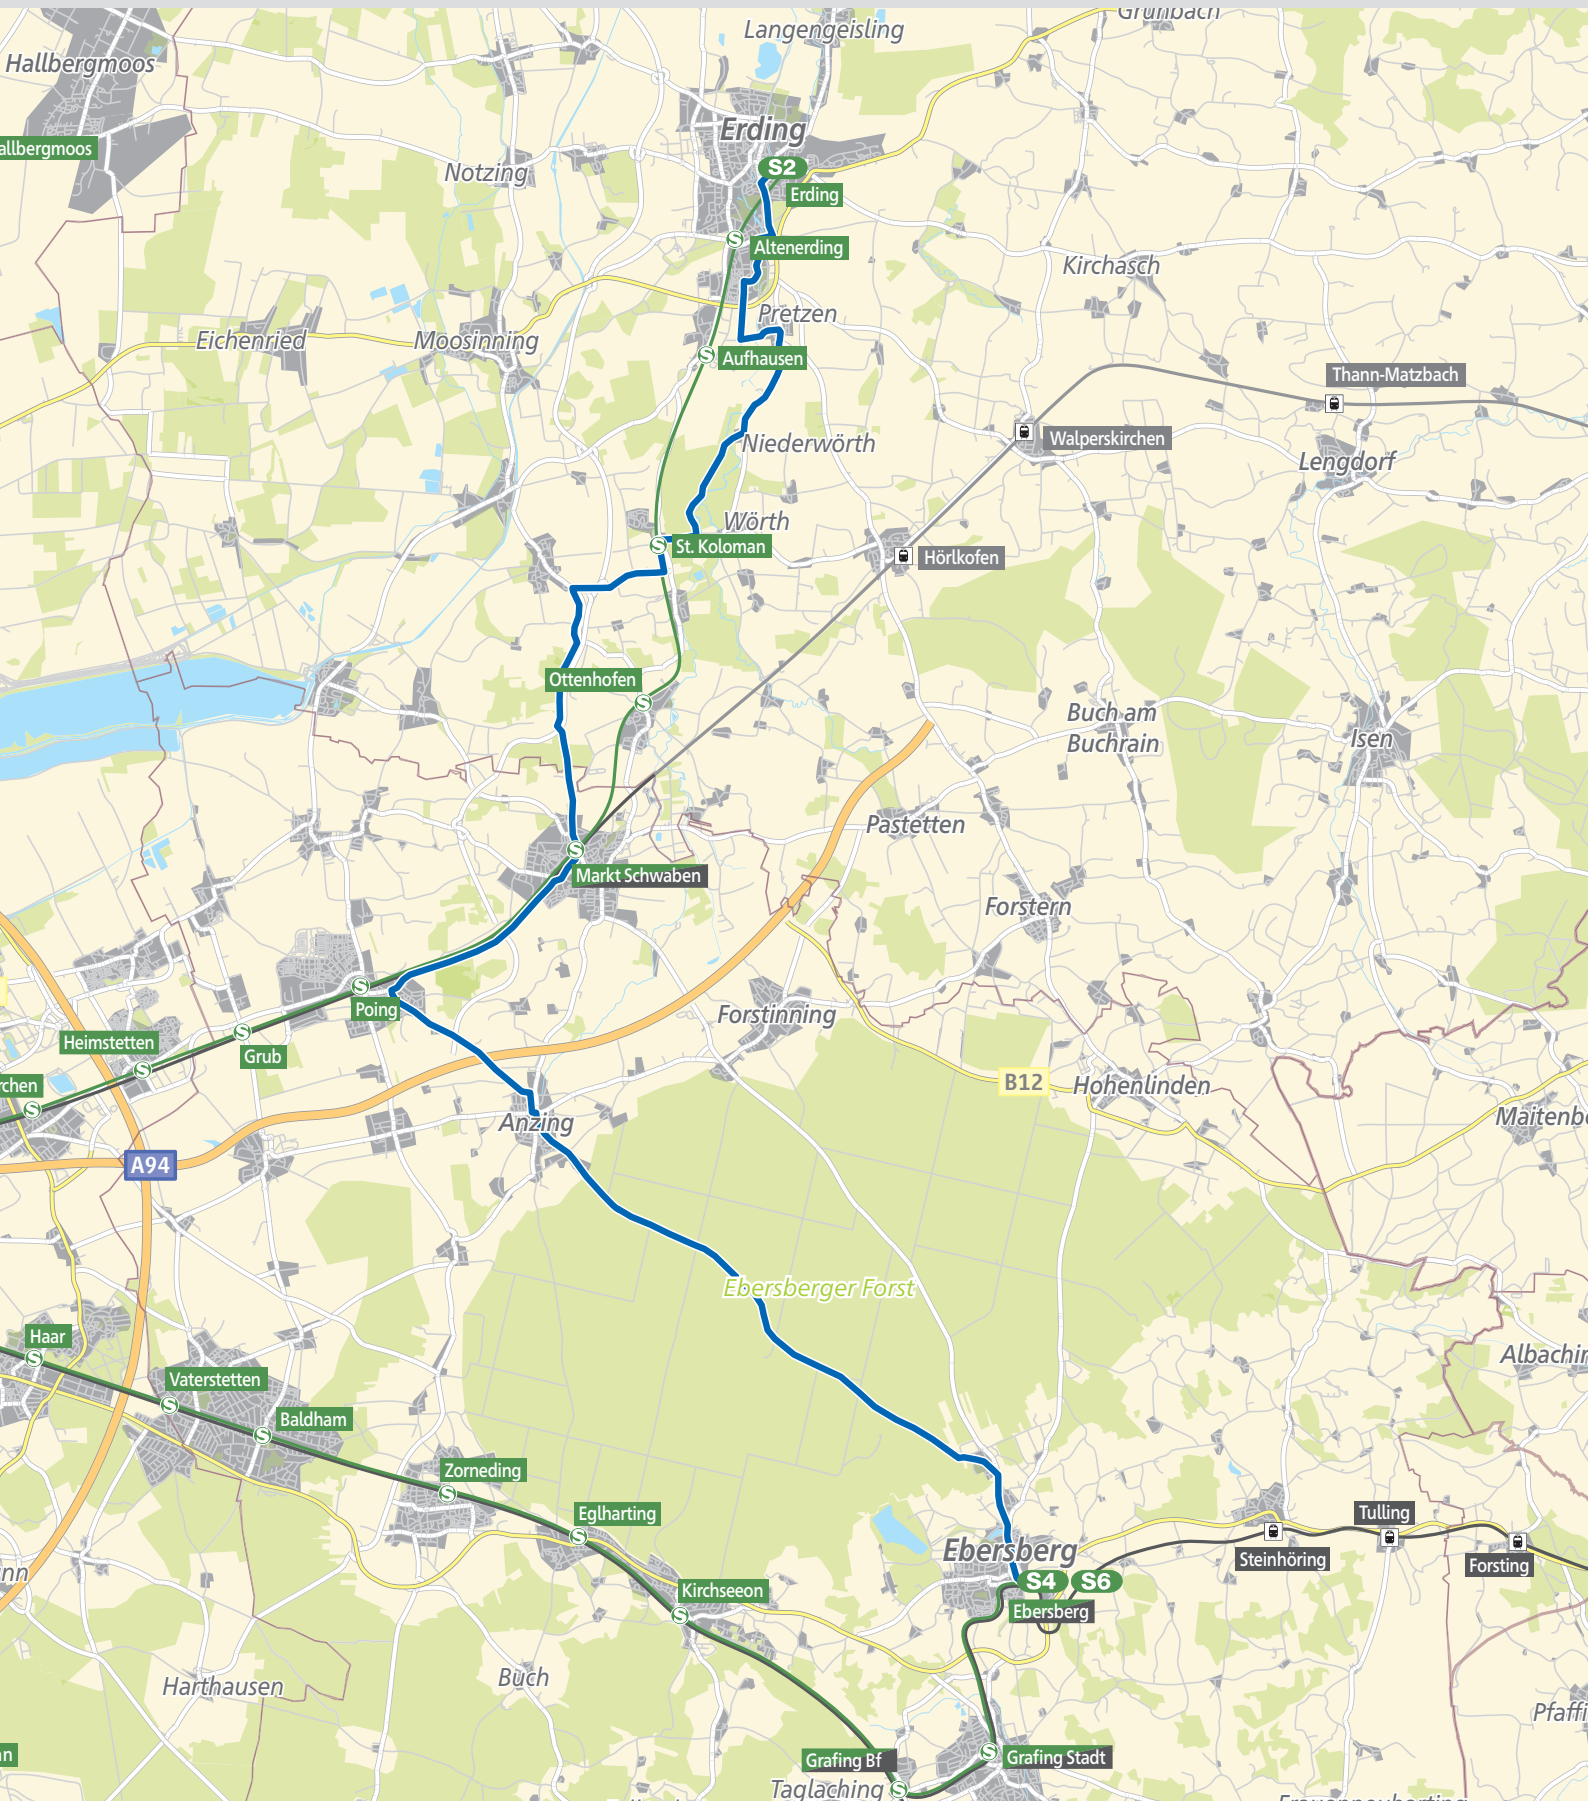 Grünbach
Langengeisling
Hallbergmoos
Erding
allbergmoos
S2
Notzing
Erding
Altenerding
Kirchasch
Pretzen
Eichenried
Moosinning
Aufhausen
Thann-Matzbach
Walperskirchen
Niederwörth
Lengdorf
Wörth
St. Koloman
Hörlkofen
Ottenhofen
Buch am
Buchrain
Isen
Pastetten
Markt Schwaben
Forstern
Poing
Forstinning
Heimstetten
Grub
B12
rchen
Hohenlinden
Maitenbe
Anzing
A94
Ebersberger Forst
Haar
Albachin
Vaterstetten
Baldham
Zorneding
Eglharting
Tulling
Ebersberg
Steinhöring
Forsting
nn
S4
S6
Kirchseeon
Ebersberg
Buch
Harthausen
Pfaffi
Grafing Bf
Grafing Stadt
Taglaching